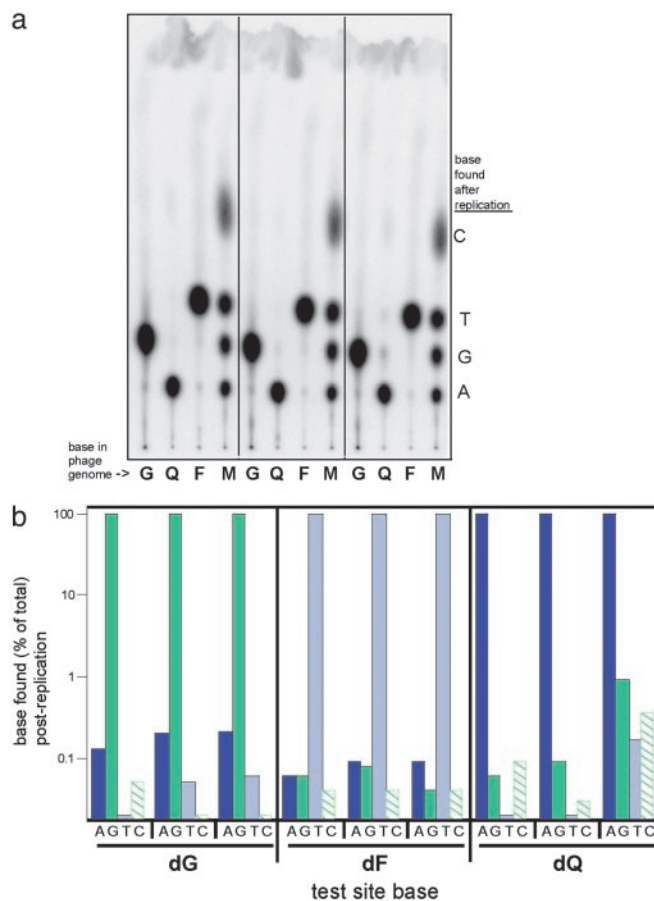 a
base
found
after
replication
C
T
G
A
base in
phage
genome ->
G Q F M G Q F M G Q F M
b
base found (% of total)
post-replication
100
10
1
0.1
A G T C A G T C A G T C A G T C A G T C A G T C A G T C A G T C A G T C
dG dF dQ
test site base